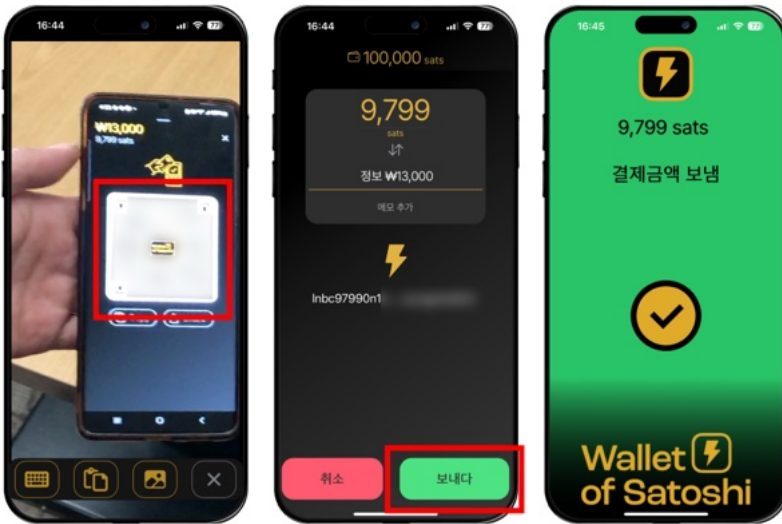 16:44
₩13,000
9,799 sats
16:44
100,000 sats
9,799
sats
정보 ₩13,000
메모 추가
lnbc97990n1
취소
보내다
16:45
9,799 sats
결제금액 보냄
Wallet
of Satoshi